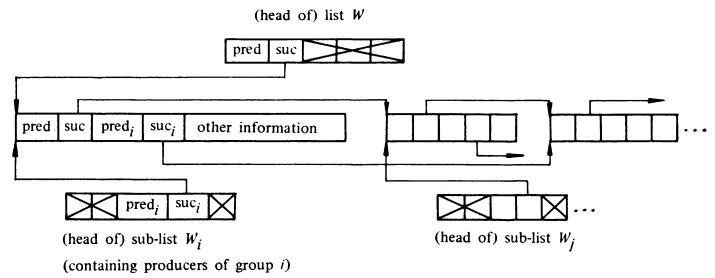 (head of) list W
pred suc
pred suc pred_i suc_i other information ...
pred_i suc_i ...
(head of) sub-list W_i (head of) sub-list W_j
(containing producers of group i)